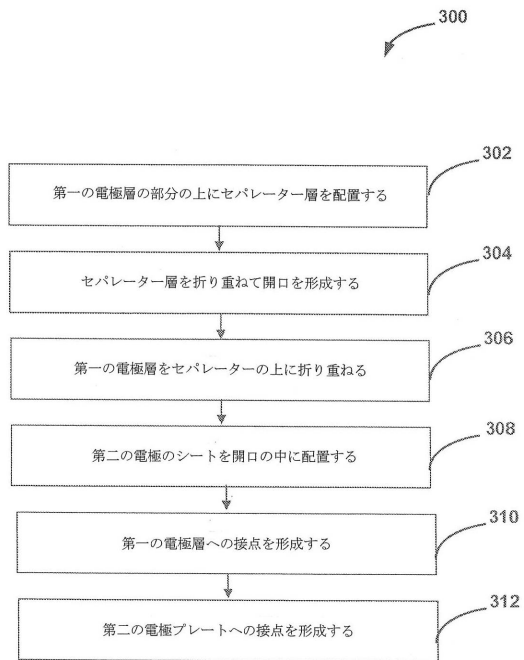 300
302
第一の電極層の部分の上にセパレーター層を配置する
304
セパレーター層を折り重ねて開口を形成する
306
第一の電極層をセパレーターの上に折り重ねる
308
第二の電極のシートを開口の中に配置する
310
第一の電極層への接点を形成する
312
第二の電極プレートへの接点を形成する